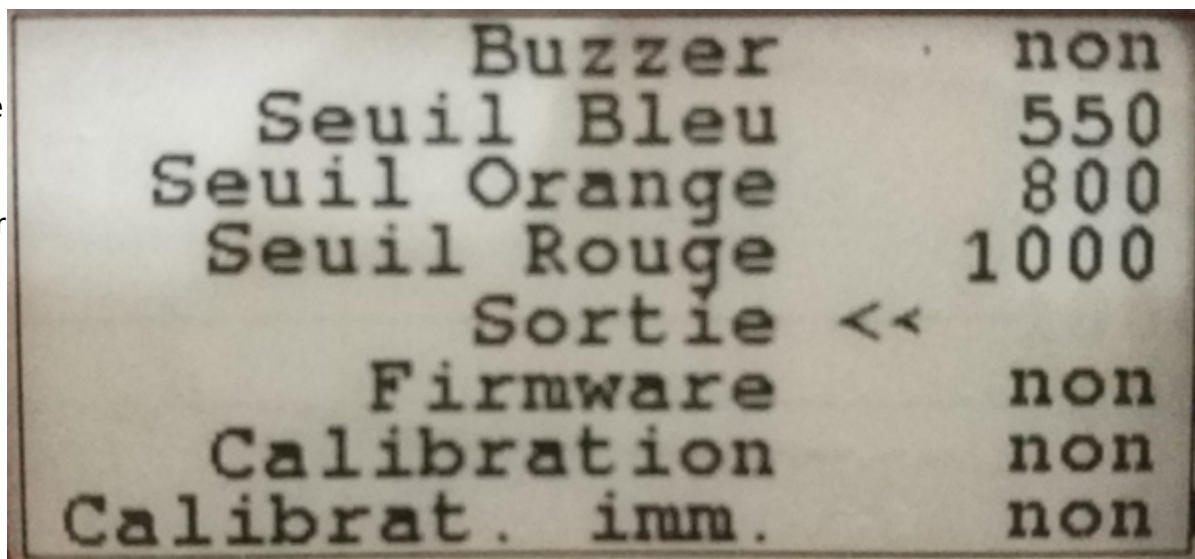 Buzzer non
Seuil Bleu 550
Seuil Orange 800
Seuil Rouge 1000
Sortie <<
Firmware non
Calibration non
Calibrat. imm. non